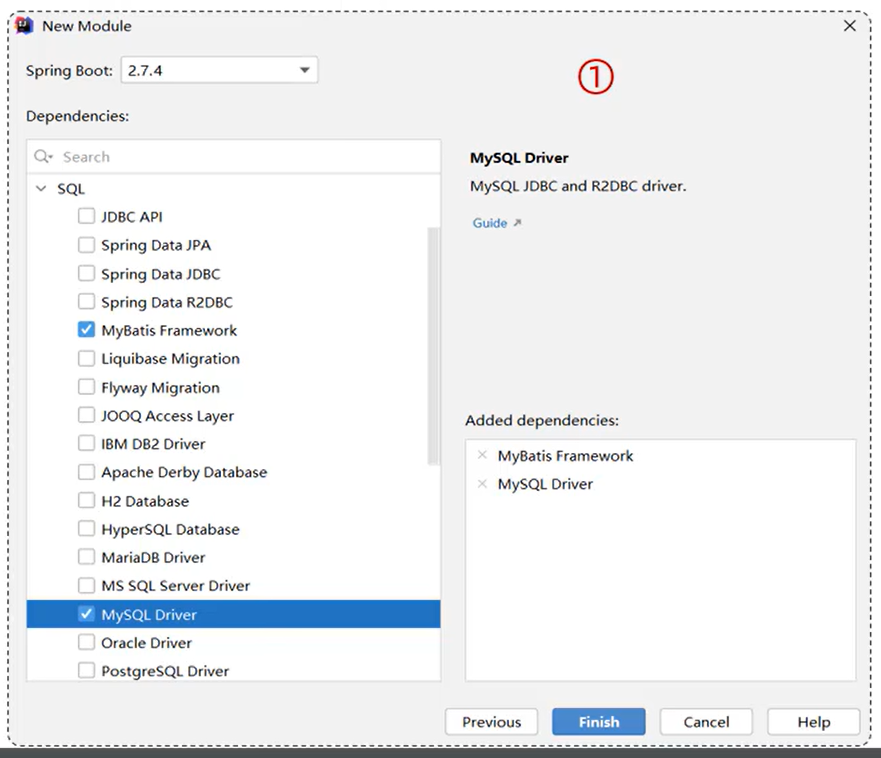 New Module
Spring Boot: 2.7.4
①
Dependencies:
Search
SQL
JDBC API
Spring Data JPA
Spring Data JDBC
Spring Data R2DBC
MyBatis Framework
Liquibase Migration
Flyway Migration
JOOQ Access Layer
IBM DB2 Driver
Apache Derby Database
H2 Database
HyperSQL Database
MariaDB Driver
MS SQL Server Driver
MySQL Driver
Oracle Driver
PostgreSQL Driver
MySQL Driver
MySQL JDBC and R2DBC driver.
Guide
Added dependencies:
MyBatis Framework
MySQL Driver
Previous Finish Cancel Help